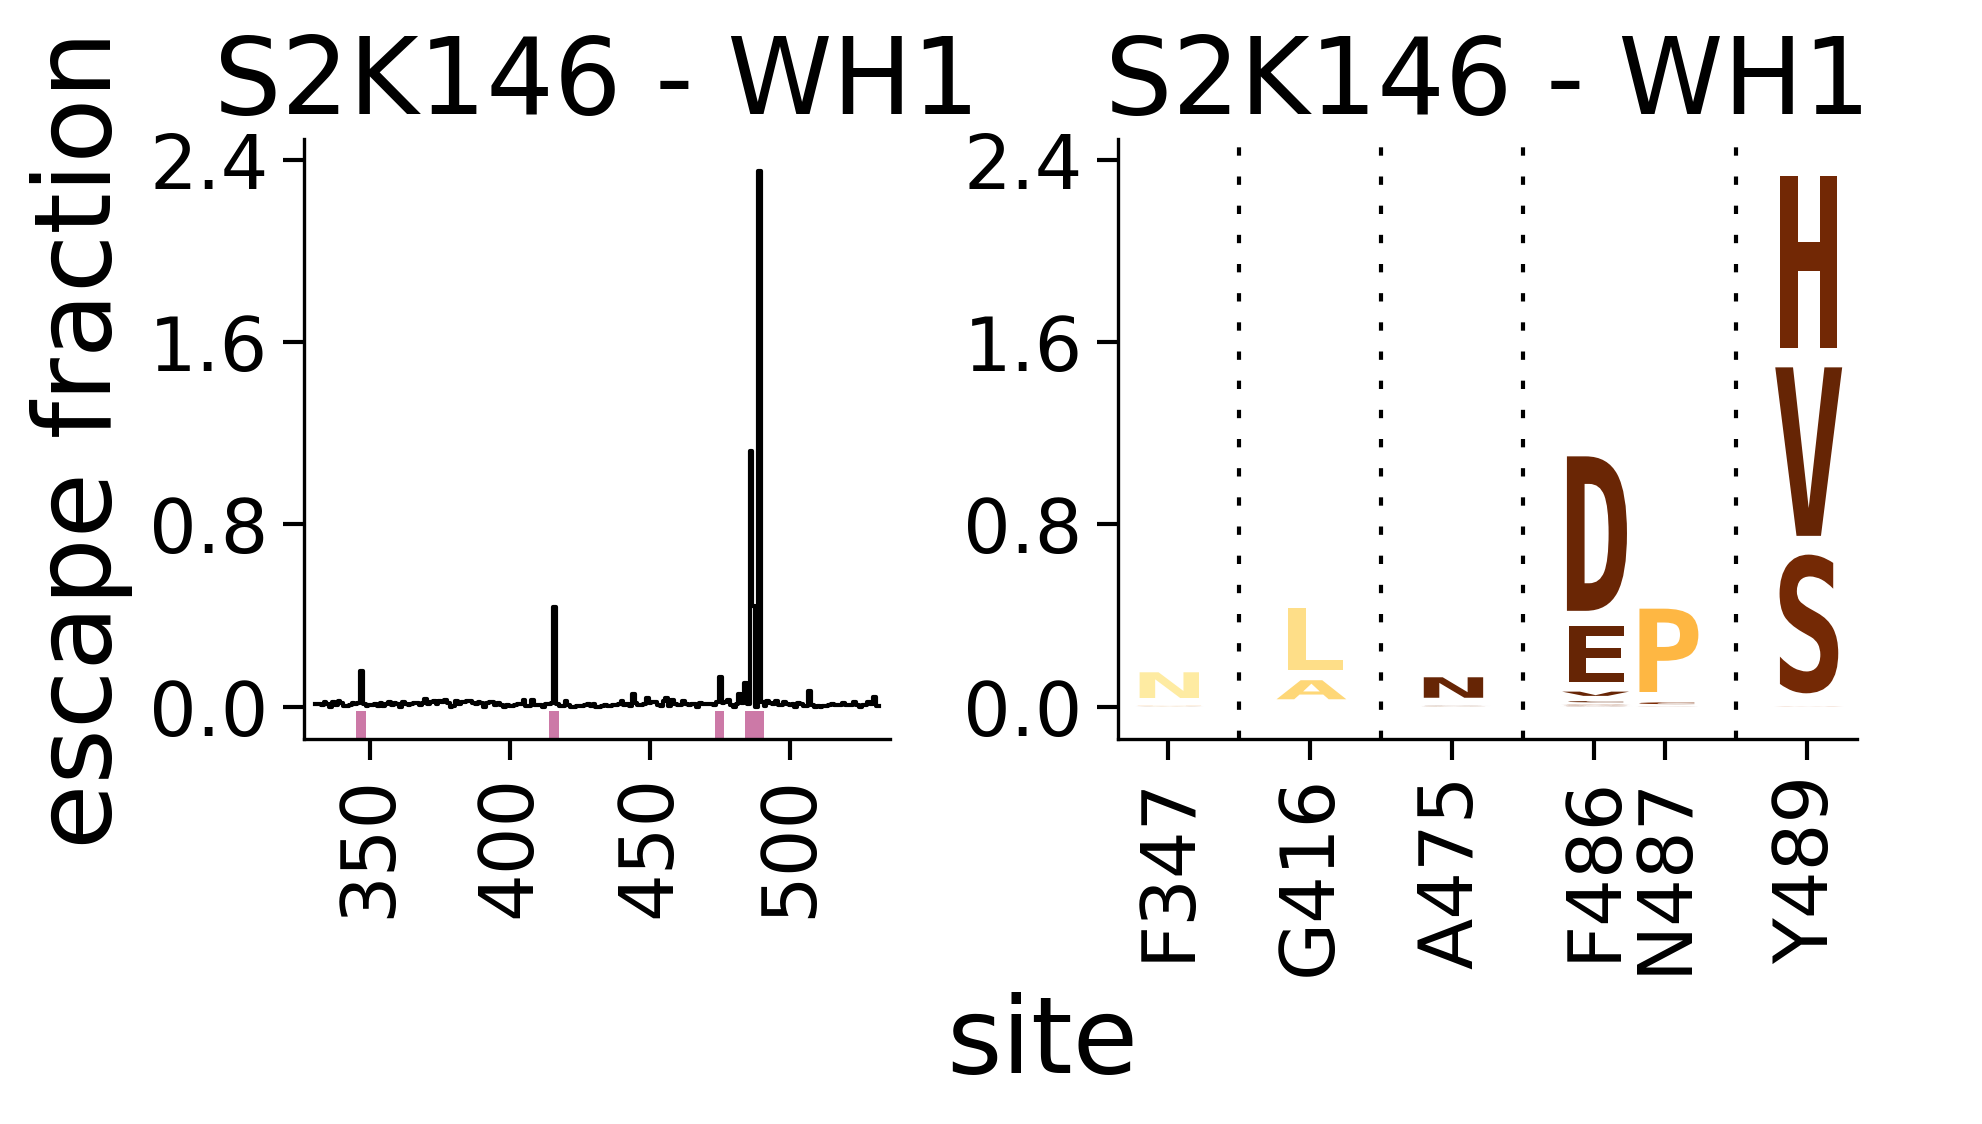 S2K146 - WH1
S2K146 - WH1
escape fraction
2.4
1.6
0.8
0.0
350
400
450
500
2.4
1.6
0.8
0.0
N
L
A
N
D
E
P
H
V
S
F347
G416
A475
F486
N487
Y489
site